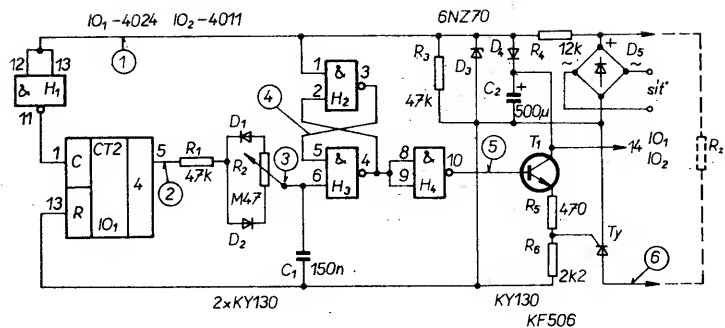 IO1-4024 IO2-4011 6NZ70
12 13
& H1
11
1
1 & 3
2
H2
4
R3
47k
D3
D4
R4
12k
C2 +
500µ
+
D5
~ ~
síť
1 C CT2 5
13 R 4
IO1
2
R1
47k
D1
R2
M47
D2
3
5 & 4
6
H3
8 & 10
9
H4
5
T1
14 IO1
IO2
Rz
R5
470
R6
2k2
Ty
6
C1
150n
2xKY130
KY130
KF506